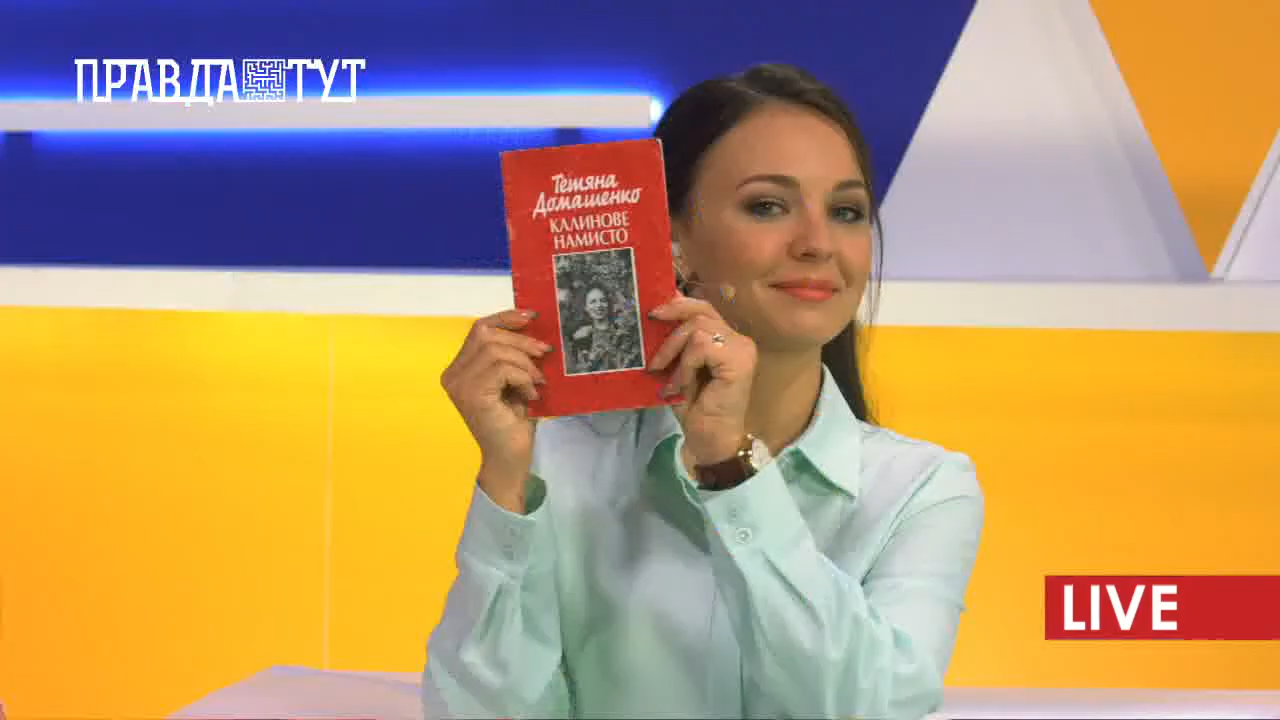 ПРАВДА ТУТ
Тетяна
Домашенко
КАЛИНОВЕ
НАМИСТО
LIVE